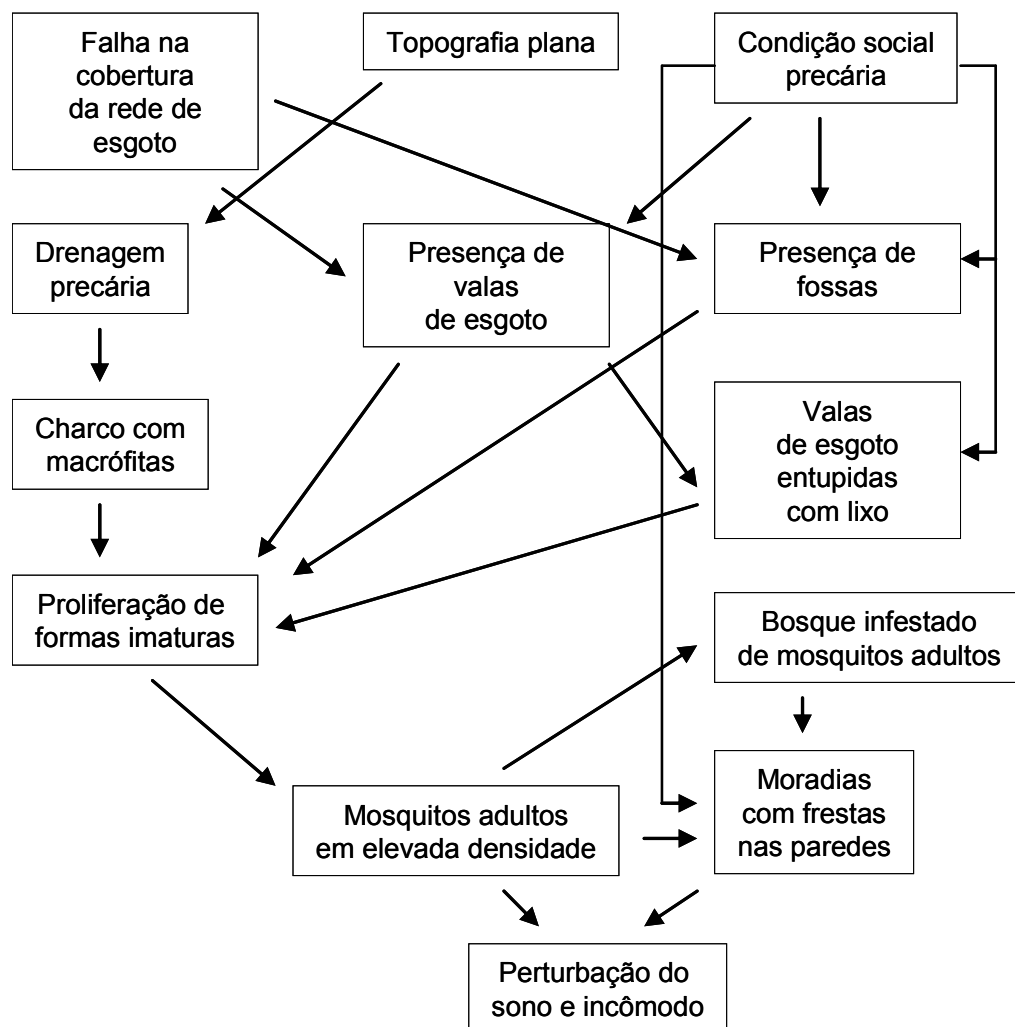 Falha na
cobertura
da rede de
esgoto
Topografia plana
Condição social
precária
Drenagem
precária
Presença de
valas
de esgoto
Presença de
fossas
Charco com
macrófitas
Valas
de esgoto
entupidas
com lixo
Proliferação de
formas imaturas
Bosque infestado
de mosquitos adultos
Mosquitos adultos
em elevada densidade
Moradias
com frestas
nas paredes
Perturbação do
sono e incômodo